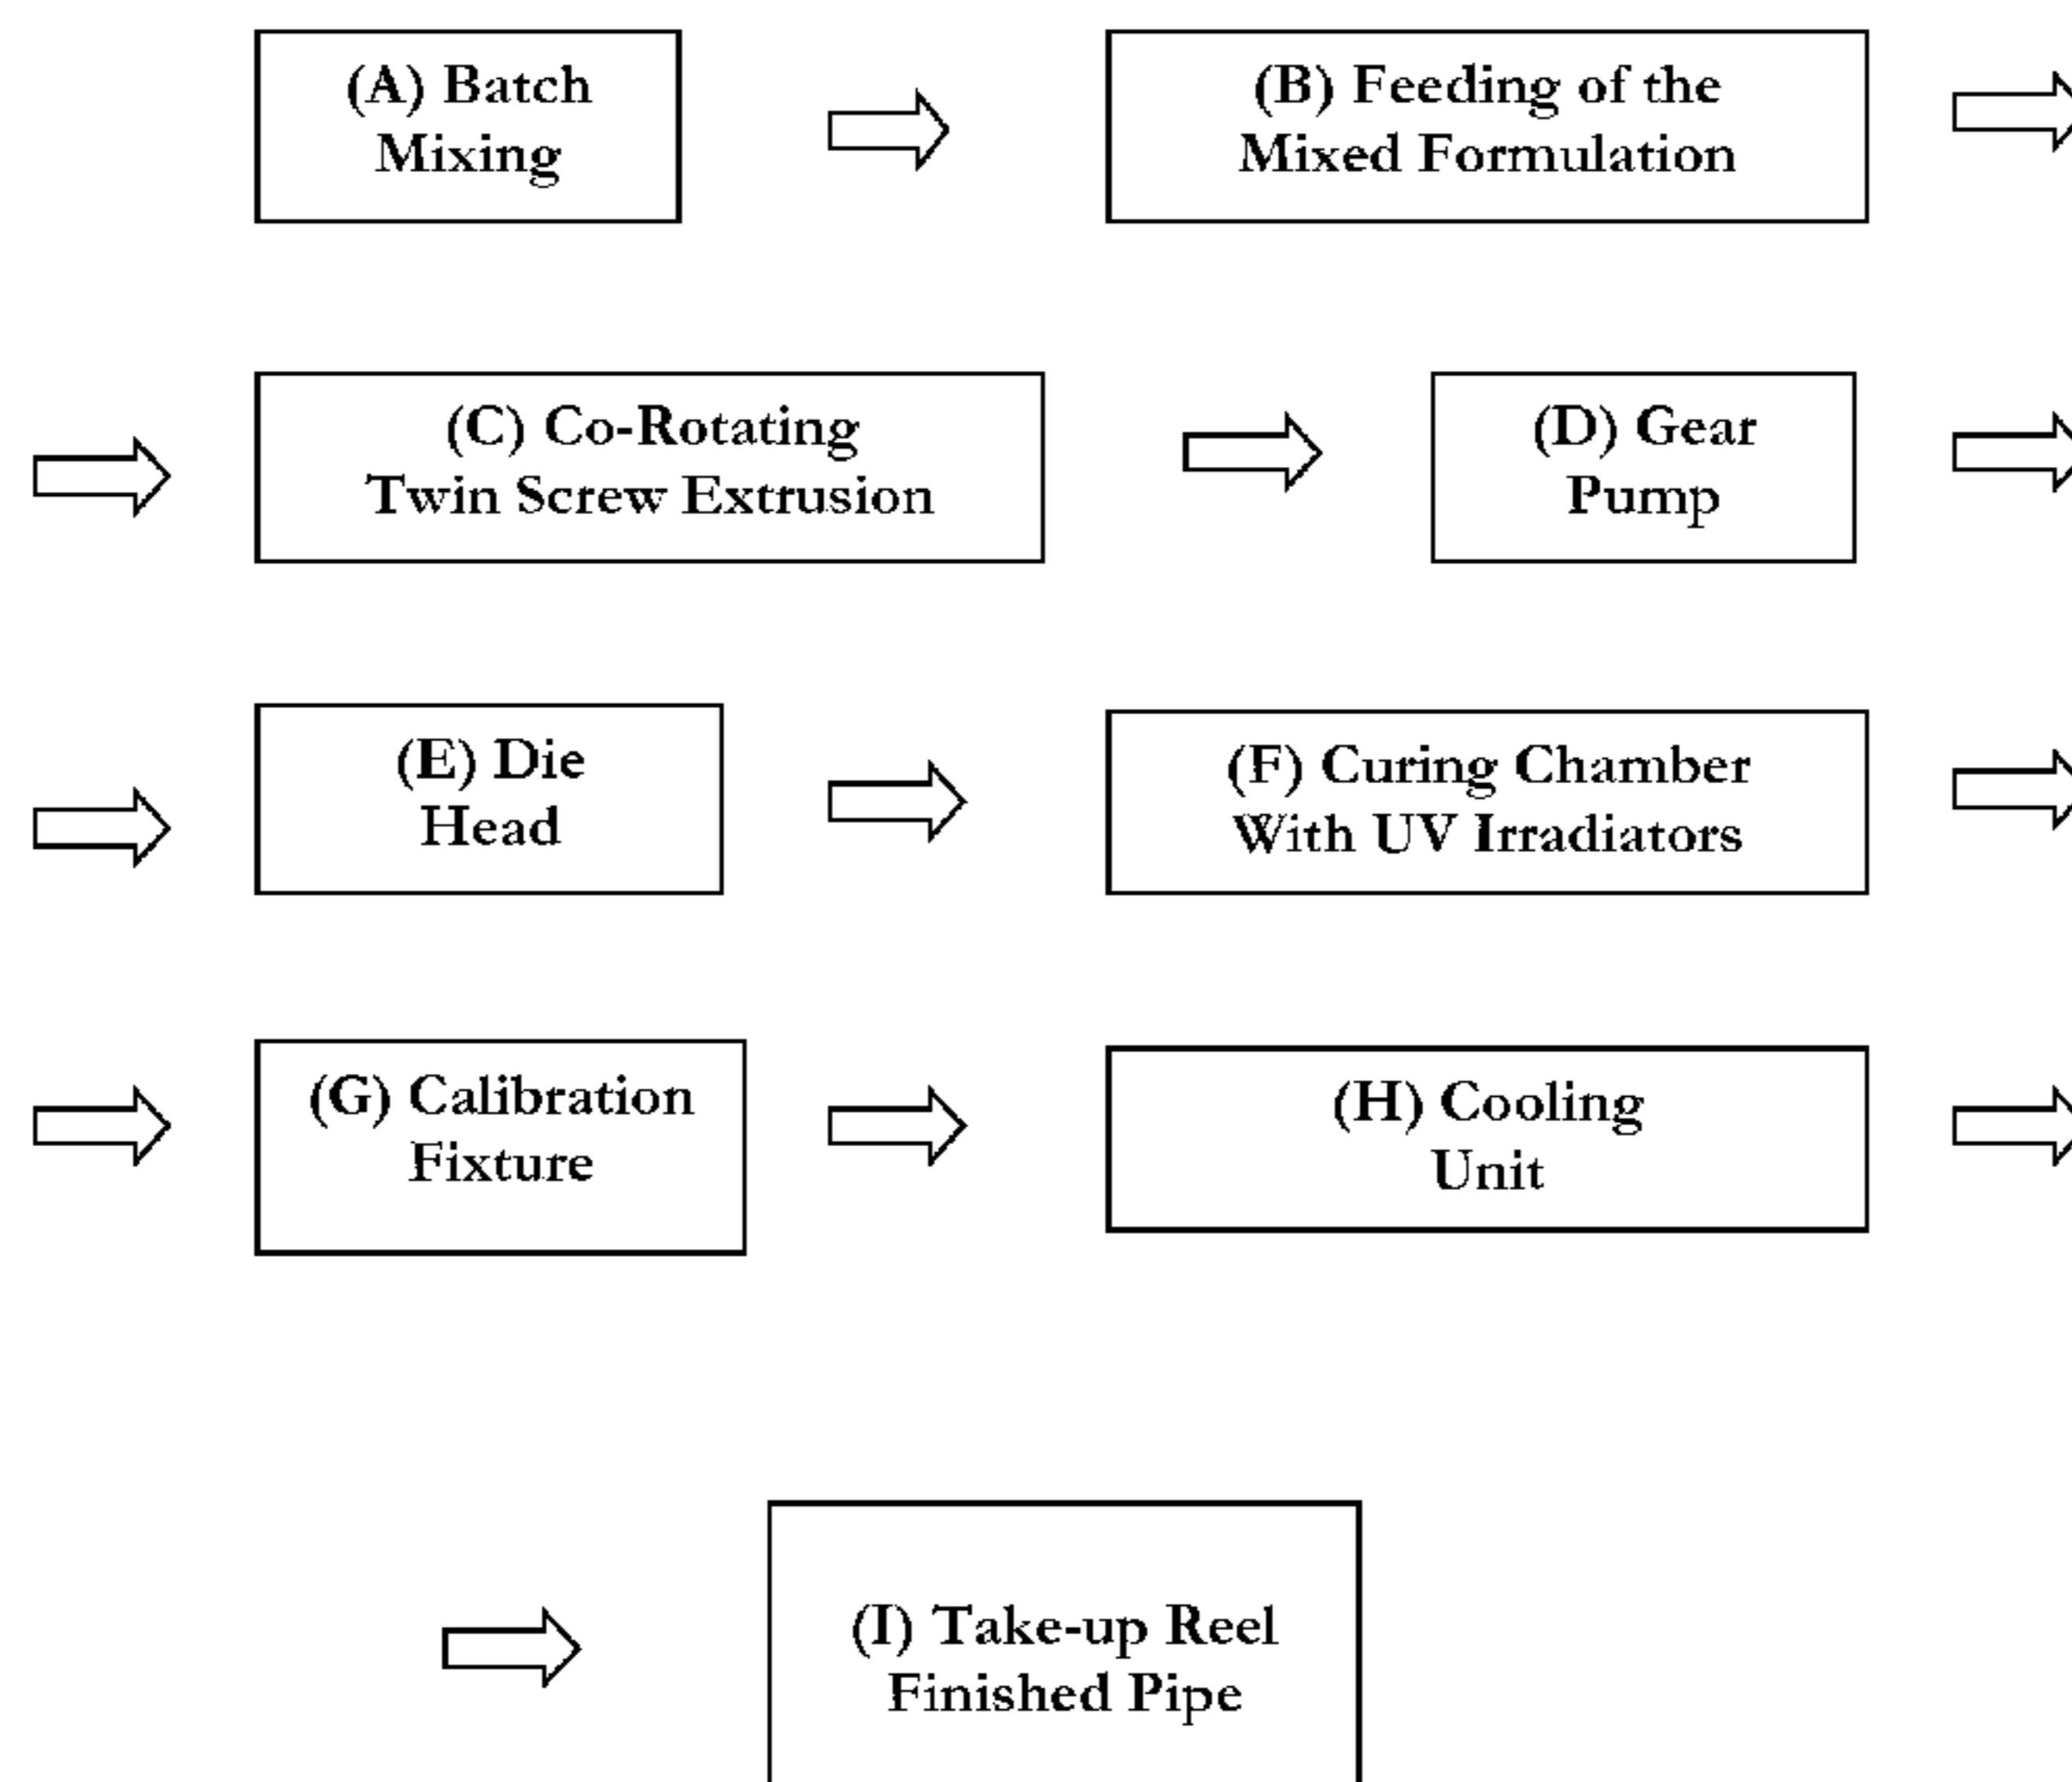 (A) Batch
Mixing
(B) Feeding of the
Mixed Formulation
(C) Co-Rotating
Twin Screw Extrusion
(D) Gear
Pump
(E) Die
Head
(F) Curing Chamber
With UV Irradiators
(G) Calibration
Fixture
(H) Cooling
Unit
(I) Take-up Reel
Finished Pipe